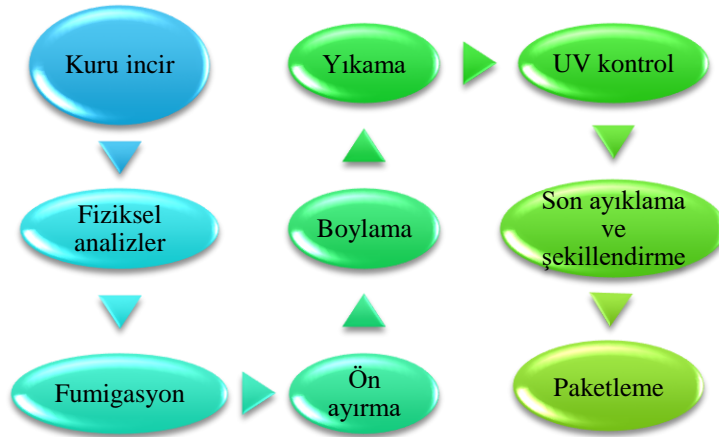 Kuru incir
Fiziksel
analizler
Fumigasyon
Ön
ayırma
Boylama
Yıkama
UV kontrol
Son ayıklama
ve
şekillendirme
Paketleme